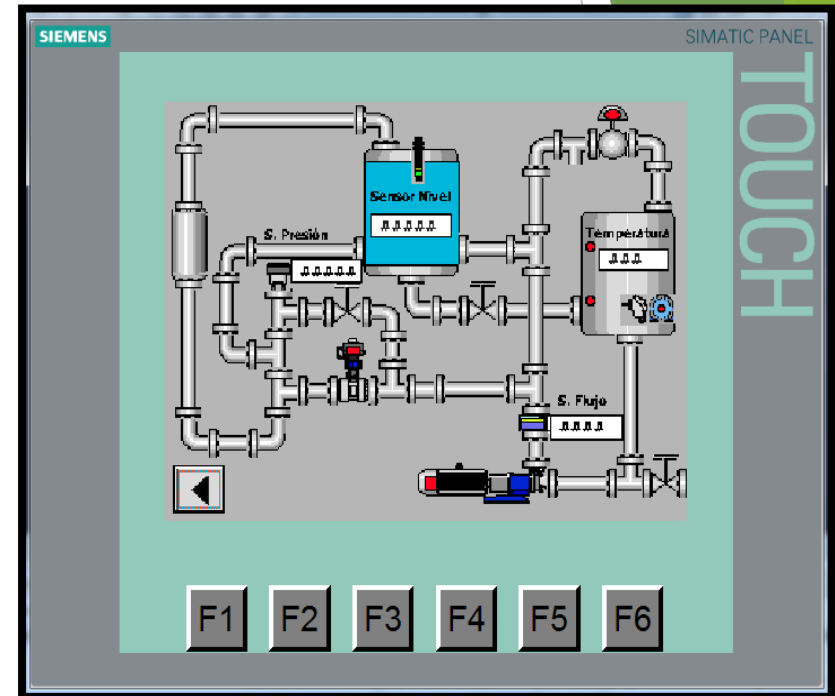 SIEMENS
SIMATIC PANEL
TOUCH
Sensor Nivel
S. Presión
Temperatura
S. Flujo
F1 F2 F3 F4 F5 F6